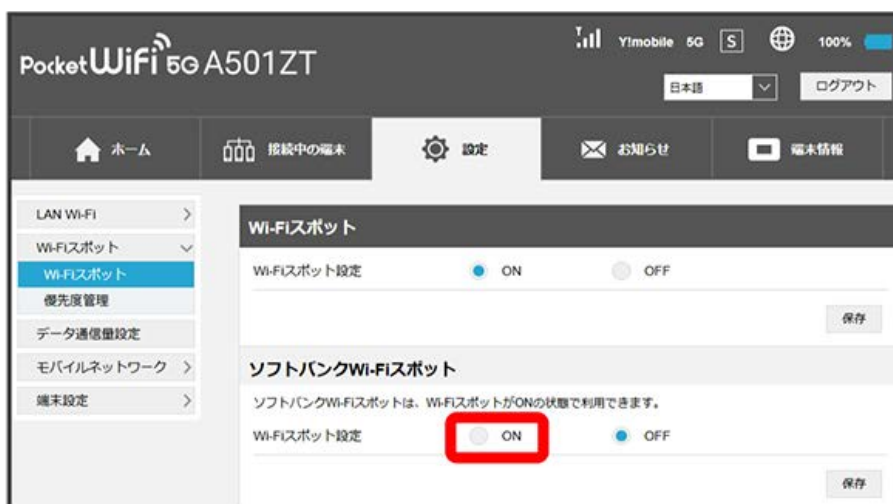 Pocket WiFi 5G A501ZT
Y!mobile 5G S 100%
日本語 ログアウト
ホーム 接続中の端末 設定 お知らせ 端末情報
LAN Wi-Fi
Wi-Fiスポット
Wi-Fiスポット
優先度管理
データ通信量設定
モバイルネットワーク
端末設定
Wi-Fiスポット
Wi-Fiスポット設定 ON OFF
保存
ソフトバンクWi-Fiスポット
ソフトバンクWi-Fiスポットは、Wi-FiスポットがONの状態で利用できます。
Wi-Fiスポット設定 ON OFF
保存